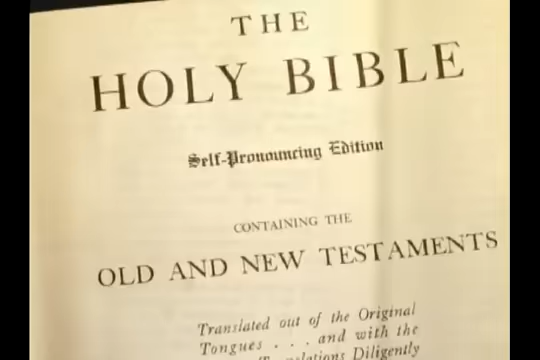 THE
HOLY BIBLE
Self-Pronouncing Edition
CONTAINING THE
OLD AND NEW TESTAMENTS
Translated out of the Original
Tongues . . . and with the
Diligently